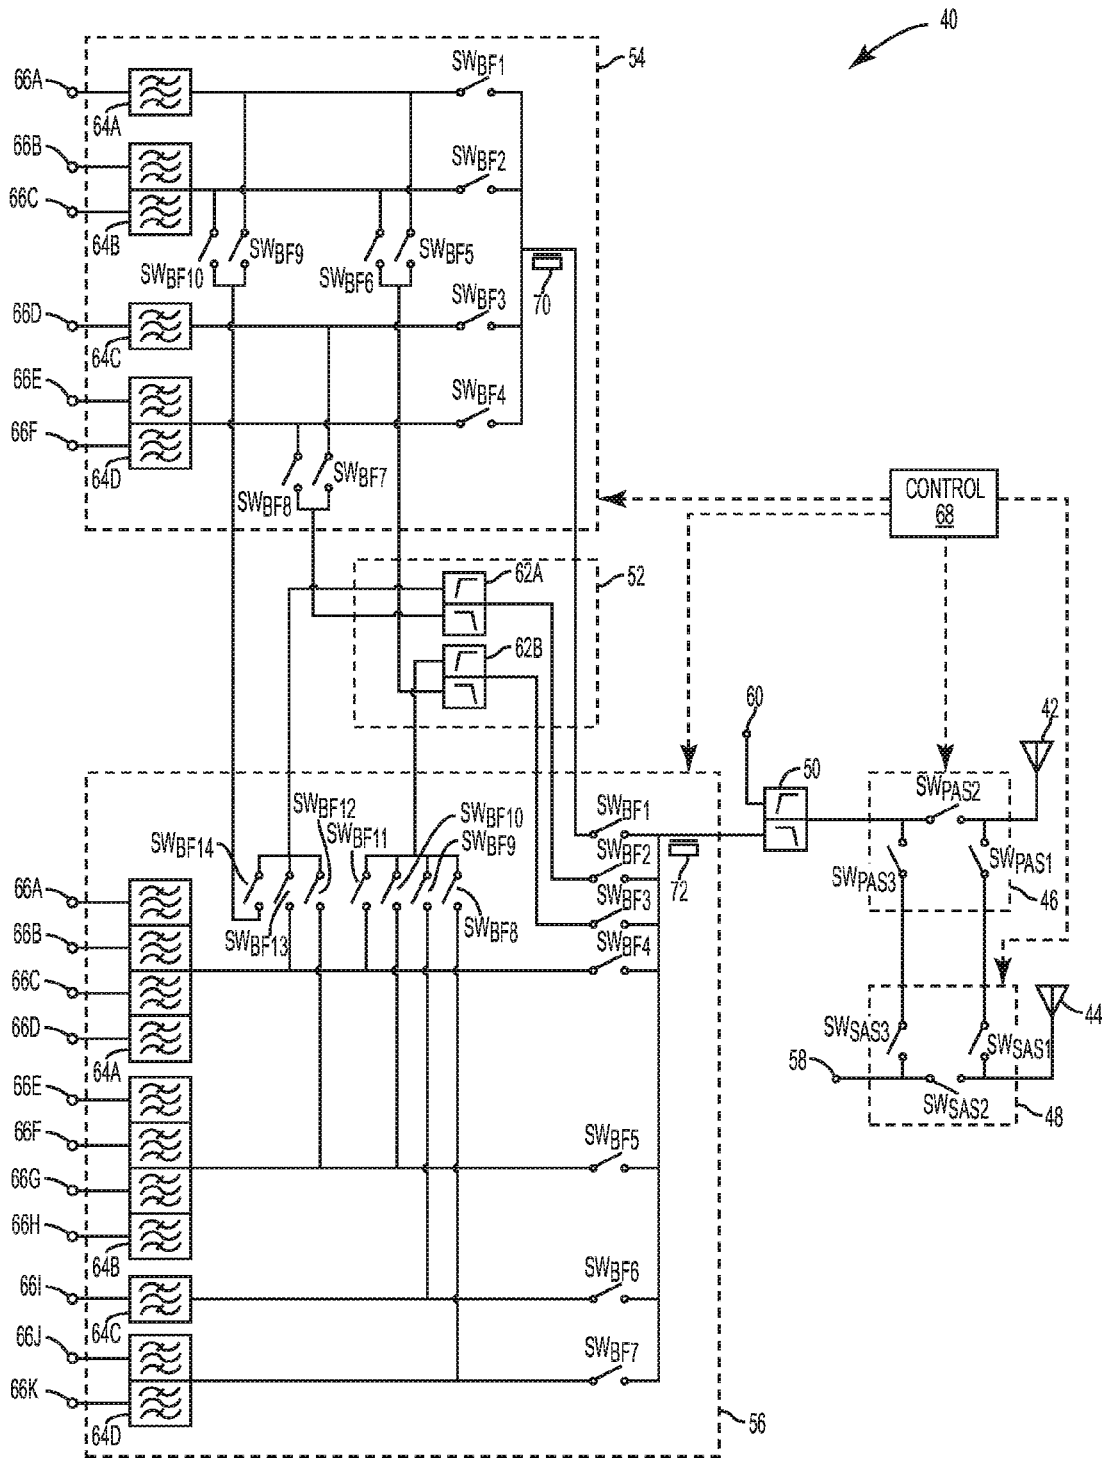 40
54
66A
SWBF1
64A
66B
SWBF2
66C
64B
SWBF9
SWBF5
SWBF10
SWBF6
70
66D
SWBF3
64C
66E
SWBF4
66F
64D
SWBF7
SWBF8
CONTROL
68
62A
52
62B
60
42
50
SWPAS2
SWBF1
SWBF12
SWBF10
SWBF11
SWBF9
SWBF14
SWBF2
72
SWPAS3
SWPAS1
46
66A
SWBF3
SWBF13
SWBF8
66B
SWBF4
66C
44
66D
SWSAS3
SWSAS1
64A
58
66E
SWSAS2
48
66F
SWBF5
66G
66H
64B
66I
SWBF6
64C
66J
SWBF7
66K
56
64D